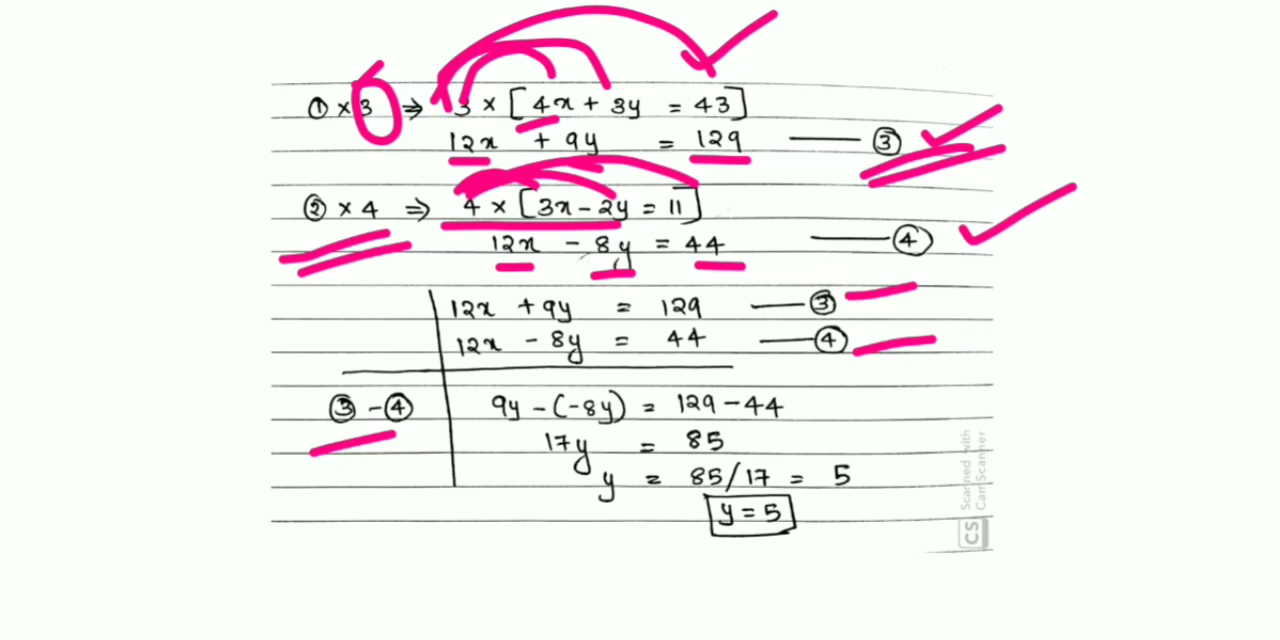 ① × 3 ⇒ 3 × [4x + 3y = 43]
12x + 9y = 129 —— ③
② × 4 ⇒ 4 × [3x - 2y = 11]
12x - 8y = 44 —— ④
12x + 9y = 129 —— ③
12x - 8y = 44 —— ④
③ - ④ 9y - (-8y) = 129 - 44
17y = 85
y = 85/17 = 5
y = 5
CS Scanned with
CamScanner